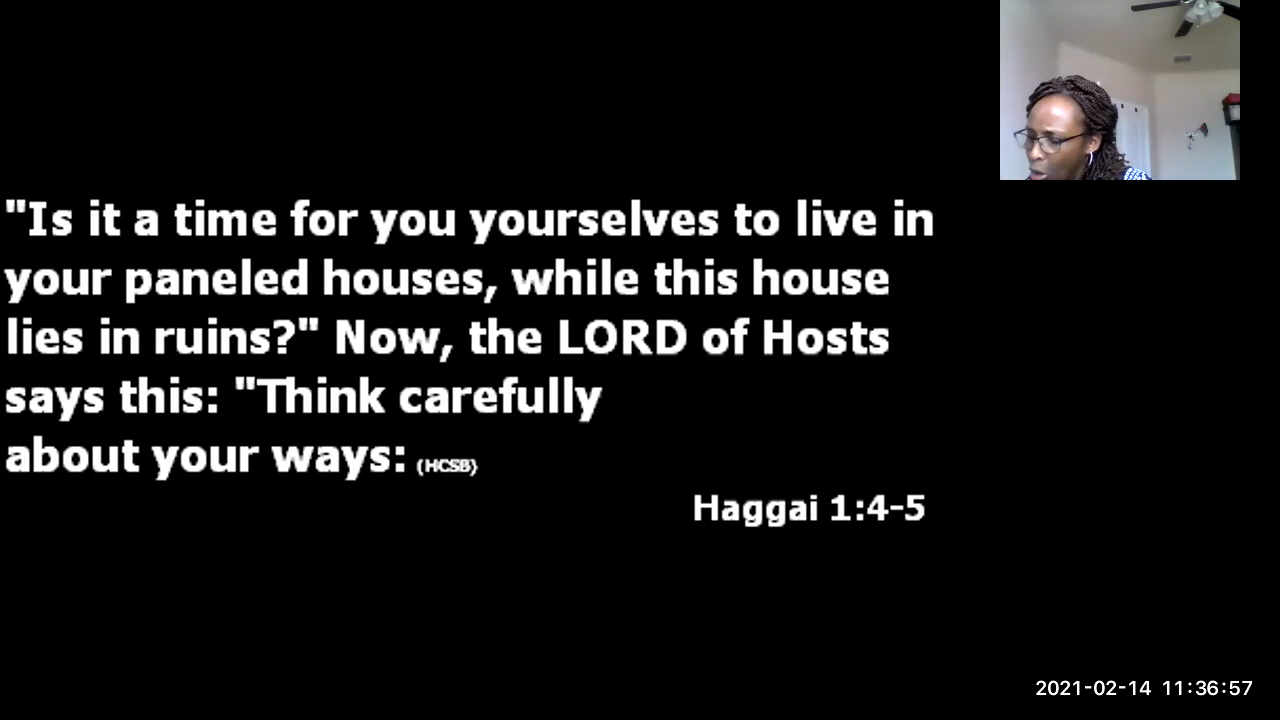 "Is it a time for you yourselves to live in
your paneled houses, while this house
lies in ruins?" Now, the LORD of Hosts
says this: "Think carefully
about your ways: (HCSB)
Haggai 1:4-5
2021-02-14 11:36:57